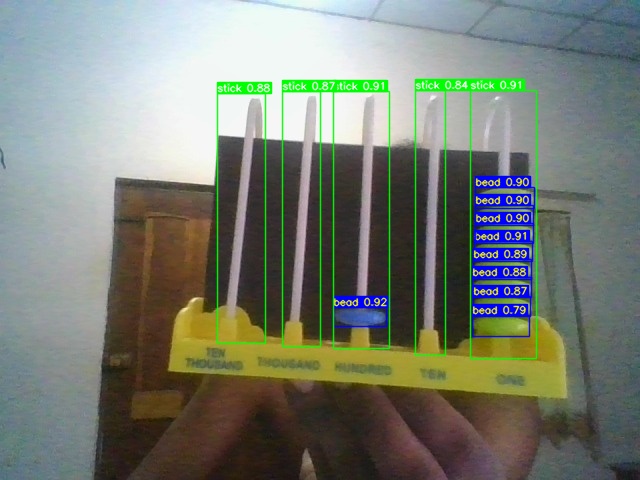 stick 0.88
stick 0.87
stick 0.91
stick 0.84
stick 0.91
bead 0.90
bead 0.90
bead 0.90
bead 0.91
bead 0.89
bead 0.88
bead 0.87
bead 0.79
bead 0.92
TEN THOUSAND
THOUSAND
HUNDRED
TEN
ONE